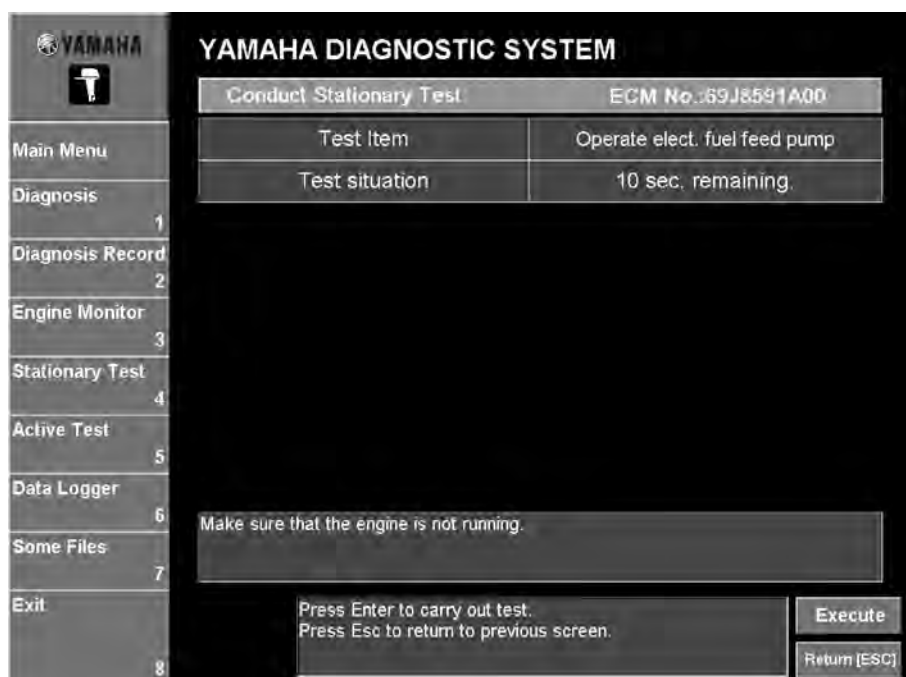 YAMAHA
YAMAHA DIAGNOSTIC SYSTEM
Conduct Stationary Test ECM No.:69J8591A00
Test Item Operate elect. fuel feed pump
Test situation 10 sec. remaining.
Main Menu
Diagnosis
1
Diagnosis Record
2
Engine Monitor
3
Stationary Test
4
Active Test
5
Data Logger
6
Some Files
7
Exit
8
Make sure that the engine is not running.
Press Enter to carry out test.
Press Esc to return to previous screen.
Execute
Return [ESC]